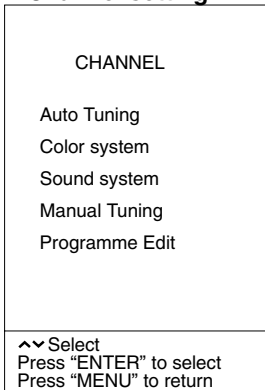 CHANNEL
Auto Tuning
Color system
Sound system
Manual Tuning
Programme Edit
Select
Press “ENTER” to select
Press “MENU” to return